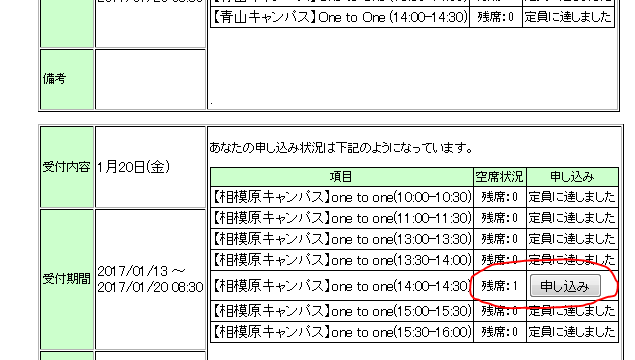 【青山キャンパス】One to One (14:00-14:30) 残席:0 定員に達しました
備考
.
受付内容 1月20日(金)
あなたの申し込み状況は下記のようになっています。
項目 空席状況 申し込み
【相模原キャンパス】one to one(10:00-10:30) 残席:0 定員に達しました
【相模原キャンパス】one to one(11:00-11:30) 残席:0 定員に達しました
【相模原キャンパス】one to one(13:00-13:30) 残席:0 定員に達しました
【相模原キャンパス】one to one(13:30-14:00) 残席:0 定員に達しました
受付期間 2017/01/13 ~
2017/01/20 08:30
【相模原キャンパス】one to one(14:00-14:30) 残席:1 申し込み
【相模原キャンパス】one to one(15:00-15:30) 残席:0 定員に達しました
【相模原キャンパス】one to one(15:30-16:00) 残席:0 定員に達しました